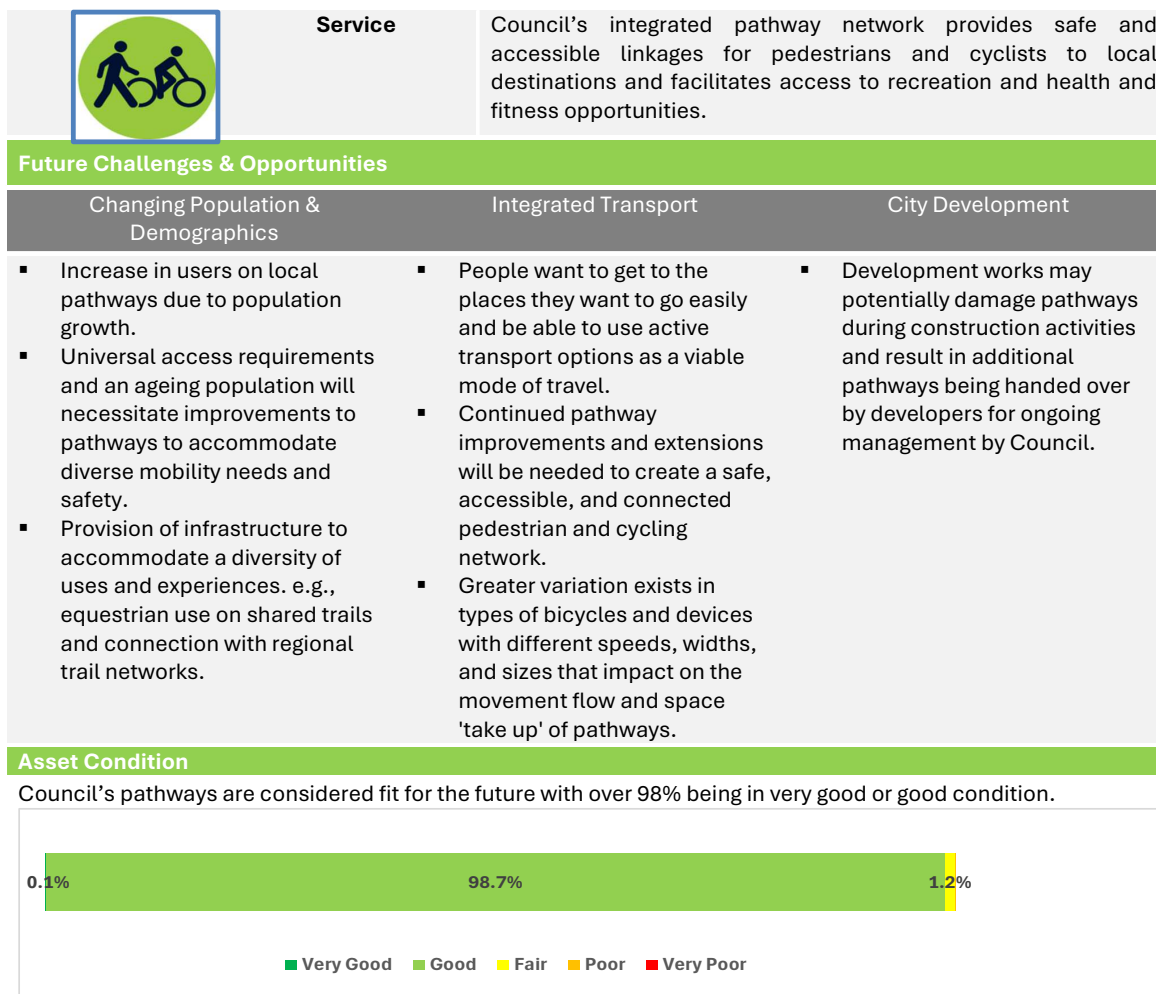 Service
Council’s integrated pathway network provides safe and
accessible linkages for pedestrians and cyclists to local
destinations and facilitates access to recreation and health and
fitness opportunities.
Future Challenges & Opportunities
Changing Population &
Demographics
Integrated Transport
City Development
▪ Increase in users on local
pathways due to population
growth.
▪ Universal access requirements
and an ageing population will
necessitate improvements to
pathways to accommodate
diverse mobility needs and
safety.
▪ Provision of infrastructure to
accommodate a diversity of
uses and experiences. e.g.,
equestrian use on shared trails
and connection with regional
trail networks.
▪ People want to get to the
places they want to go easily
and be able to use active
transport options as a viable
mode of travel.
▪ Continued pathway
improvements and extensions
will be needed to create a safe,
accessible, and connected
pedestrian and cycling
network.
▪ Greater variation exists in
types of bicycles and devices
with different speeds, widths,
and sizes that impact on the
movement flow and space
'take up' of pathways.
▪ Development works may
potentially damage pathways
during construction activities
and result in additional
pathways being handed over
by developers for ongoing
management by Council.
Asset Condition
Council’s pathways are considered fit for the future with over 98% being in very good or good condition.
0.1% 98.7% 1.2%
Very Good Good Fair Poor Very Poor